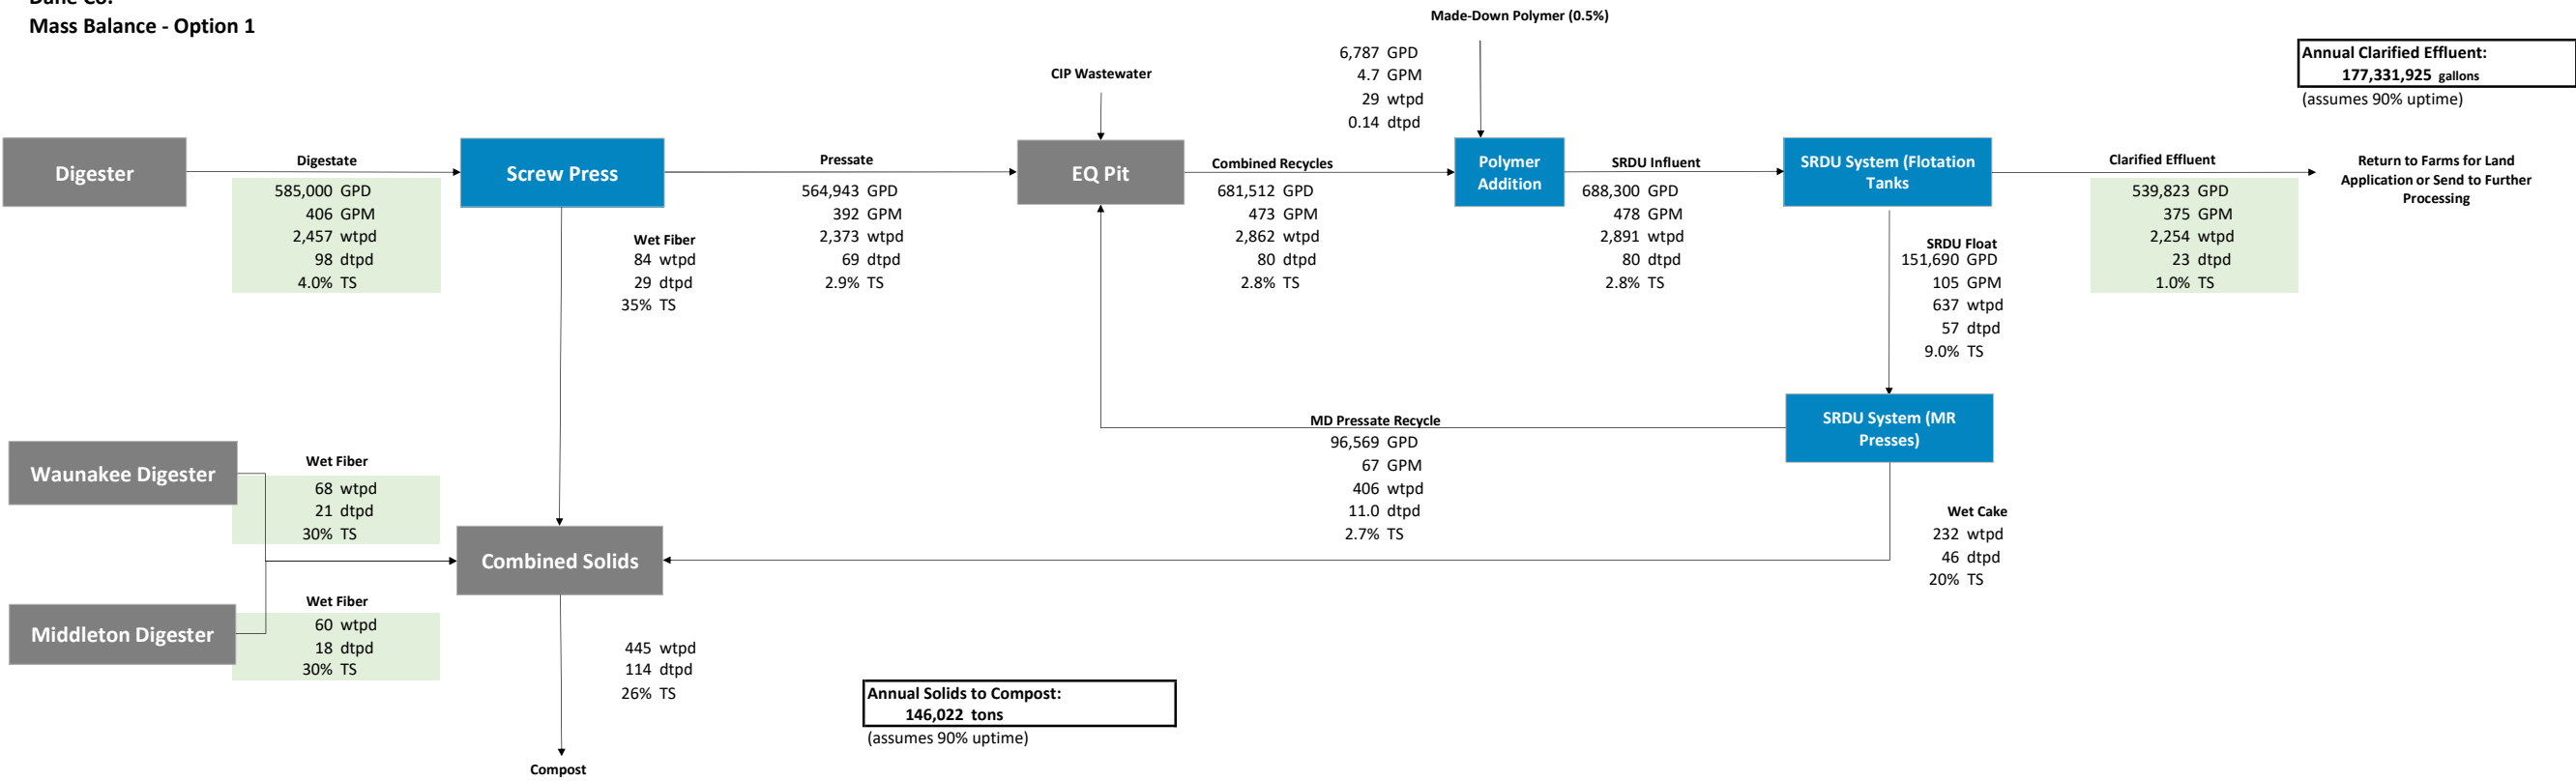 Mass Balance - Option 1
Made-Down Polymer (0.5%)
6,787 GPD
4.7 GPM
29 wtpd
0.14 dtpd
CIP Wastewater
Annual Clarified Effluent:
177,331,925 gallons
(assumes 90% uptime)
Digester
Digestate
585,000 GPD
406 GPM
2,457 wtpd
98 dtpd
4.0% TS
Screw Press
Wet Fiber
84 wtpd
29 dtpd
35% TS
Pressate
564,943 GPD
392 GPM
2,373 wtpd
69 dtpd
2.9% TS
EQ Pit
Combined Recycles
681,512 GPD
473 GPM
2,862 wtpd
80 dtpd
2.8% TS
Polymer
Addition
SRDU Influent
688,300 GPD
478 GPM
2,891 wtpd
80 dtpd
2.8% TS
SRDU System (Flotation
Tanks
SRDU Float
151,690 GPD
105 GPM
637 wtpd
57 dtpd
9.0% TS
Clarified Effluent
539,823 GPD
375 GPM
2,254 wtpd
23 dtpd
1.0% TS
Return to Farms for Land
Application or Send to Further
Processing
MD Pressate Recycle
96,569 GPD
67 GPM
406 wtpd
11.0 dtpd
2.7% TS
SRDU System (MR
Presses)
Wet Cake
232 wtpd
46 dtpd
20% TS
Waunakee Digester
Wet Fiber
68 wtpd
21 dtpd
30% TS
Combined Solids
Middleton Digester
Wet Fiber
60 wtpd
18 dtpd
30% TS
445 wtpd
114 dtpd
26% TS
Annual Solids to Compost:
146,022 tons
(assumes 90% uptime)
Compost